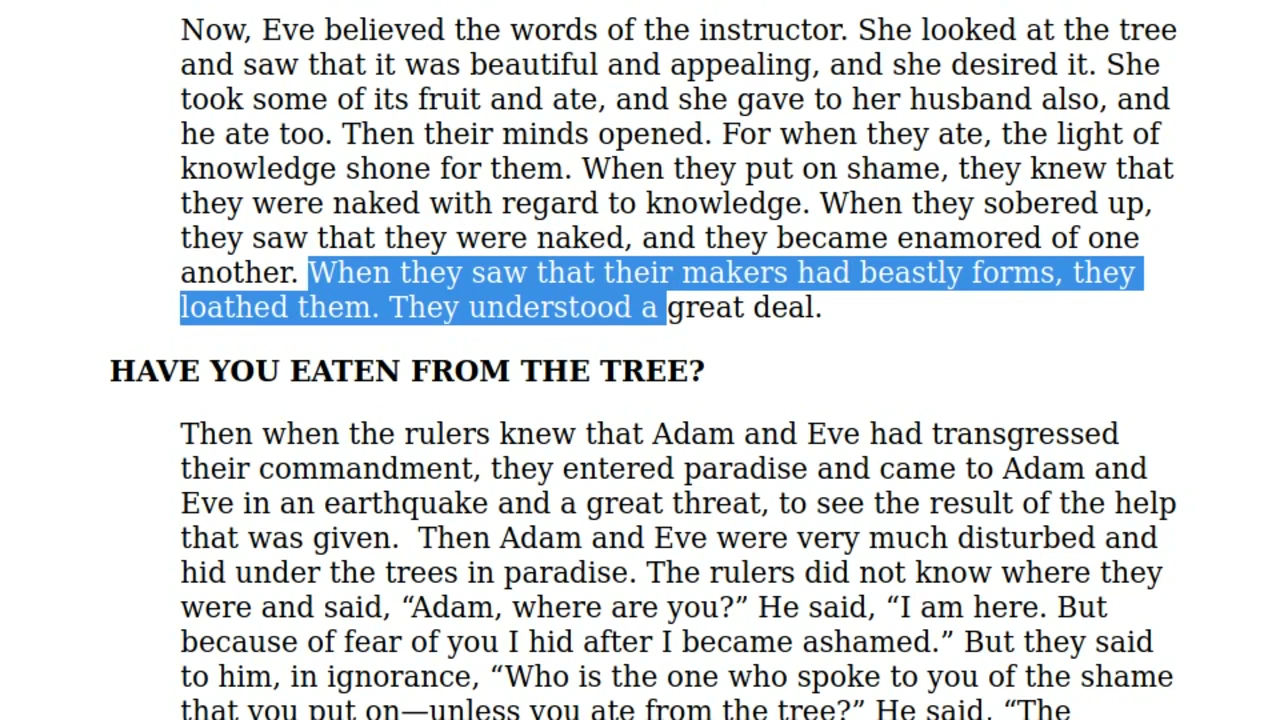 Now, Eve believed the words of the instructor. She looked at the tree
and saw that it was beautiful and appealing, and she desired it. She
took some of its fruit and ate, and she gave to her husband also, and
he ate too. Then their minds opened. For when they ate, the light of
knowledge shone for them. When they put on shame, they knew that
they were naked with regard to knowledge. When they sobered up,
they saw that they were naked, and they became enamored of one
another. When they saw that their makers had beastly forms, they
loathed them. They understood a great deal.
HAVE YOU EATEN FROM THE TREE?
Then when the rulers knew that Adam and Eve had transgressed
their commandment, they entered paradise and came to Adam and
Eve in an earthquake and a great threat, to see the result of the help
that was given.  Then Adam and Eve were very much disturbed and
hid under the trees in paradise. The rulers did not know where they
were and said, “Adam, where are you?” He said, “I am here. But
because of fear of you I hid after I became ashamed.” But they said
to him, in ignorance, “Who is the one who spoke to you of the shame
that you put on—unless you ate from the tree?” He said, “The